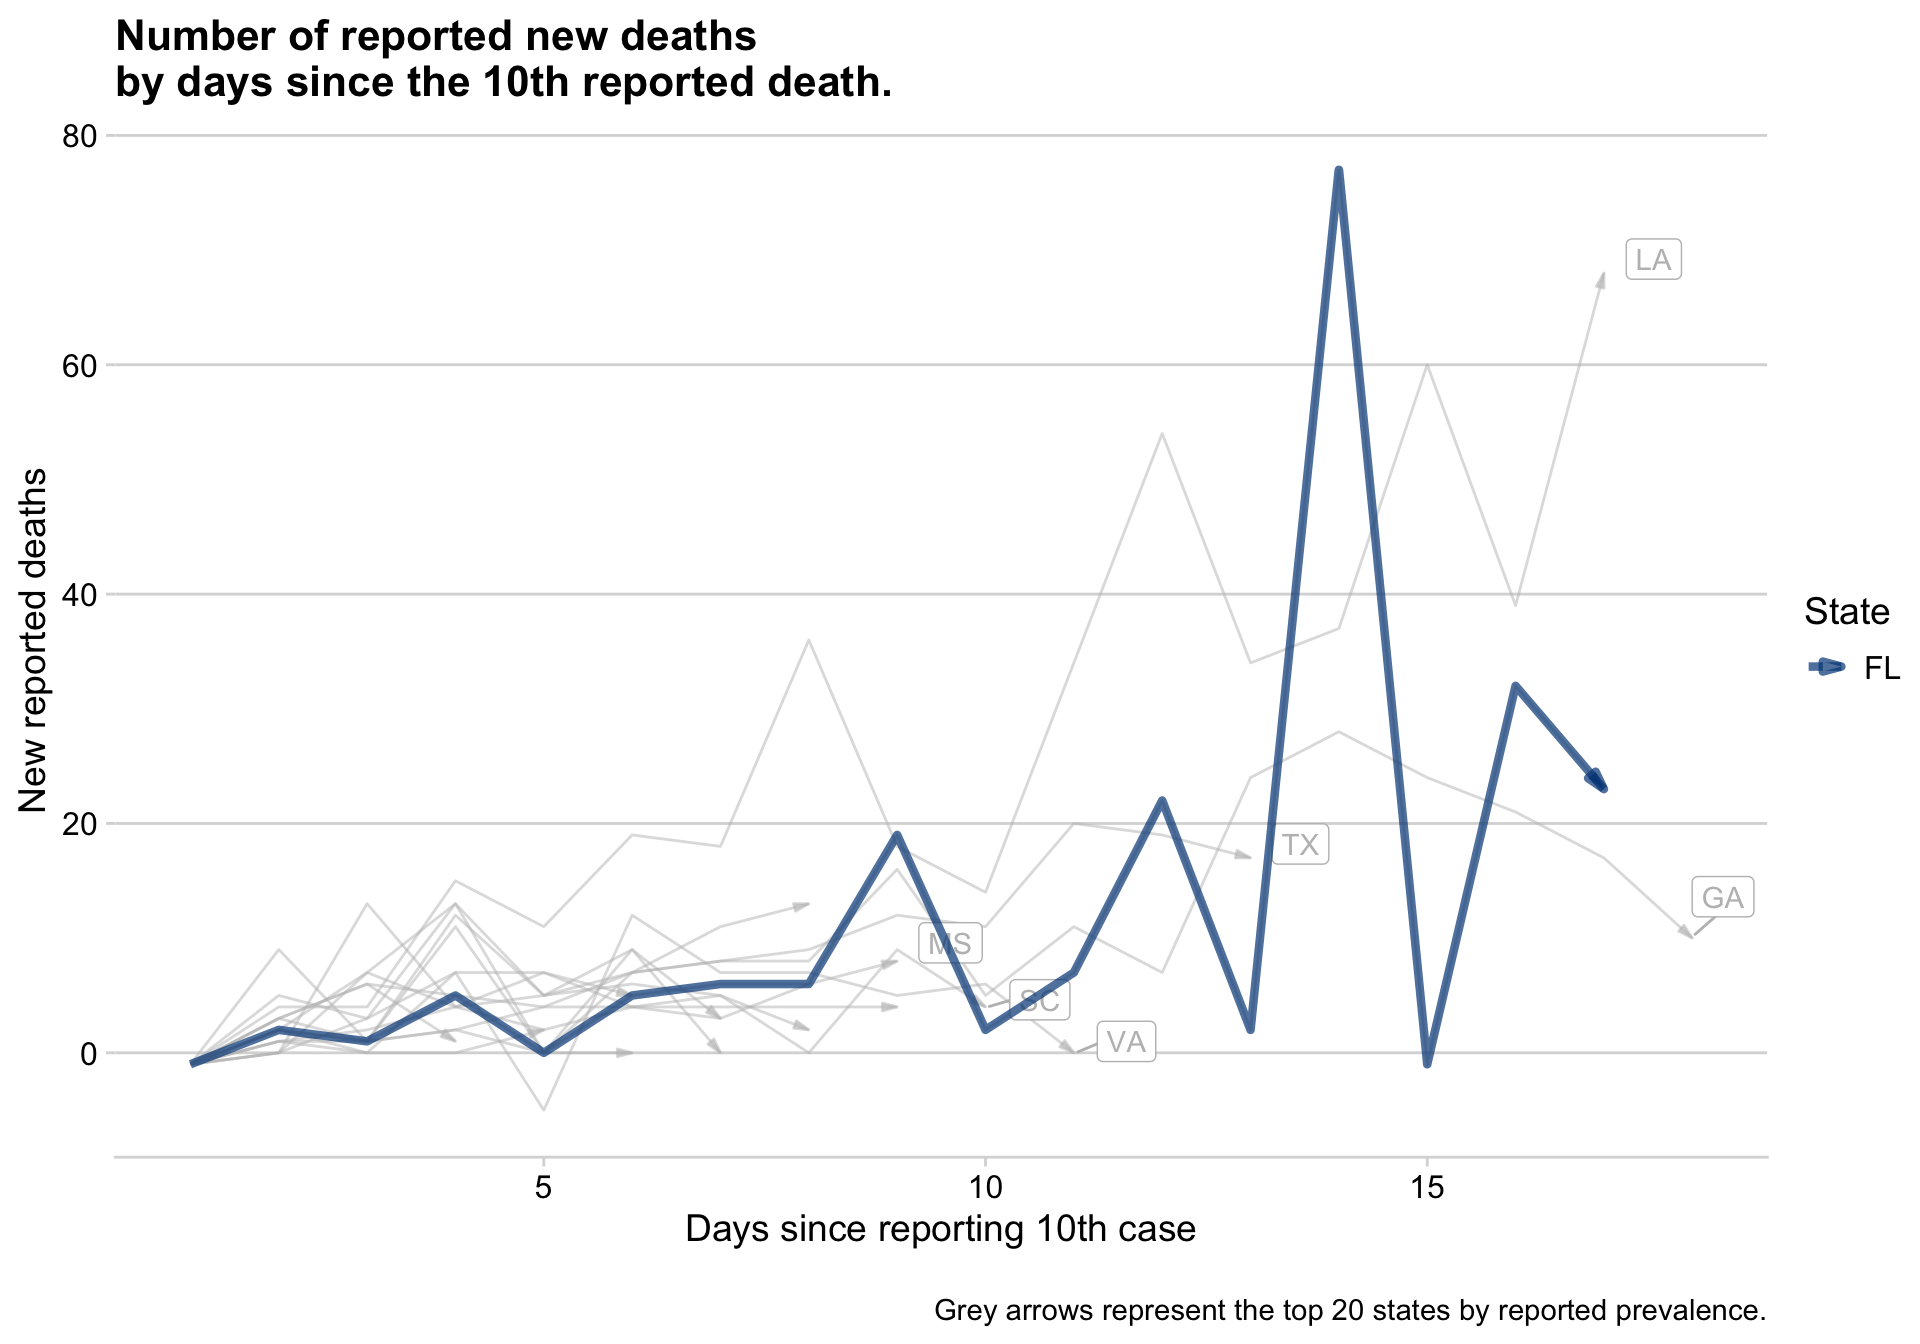 Number of reported new deaths
by days since the 10th reported death.
80
60
40
20
0
New reported deaths
LA
TX
GA
MS
SC
VA
State
FL
5 10 15
Days since reporting 10th case
Grey arrows represent the top 20 states by reported prevalence.